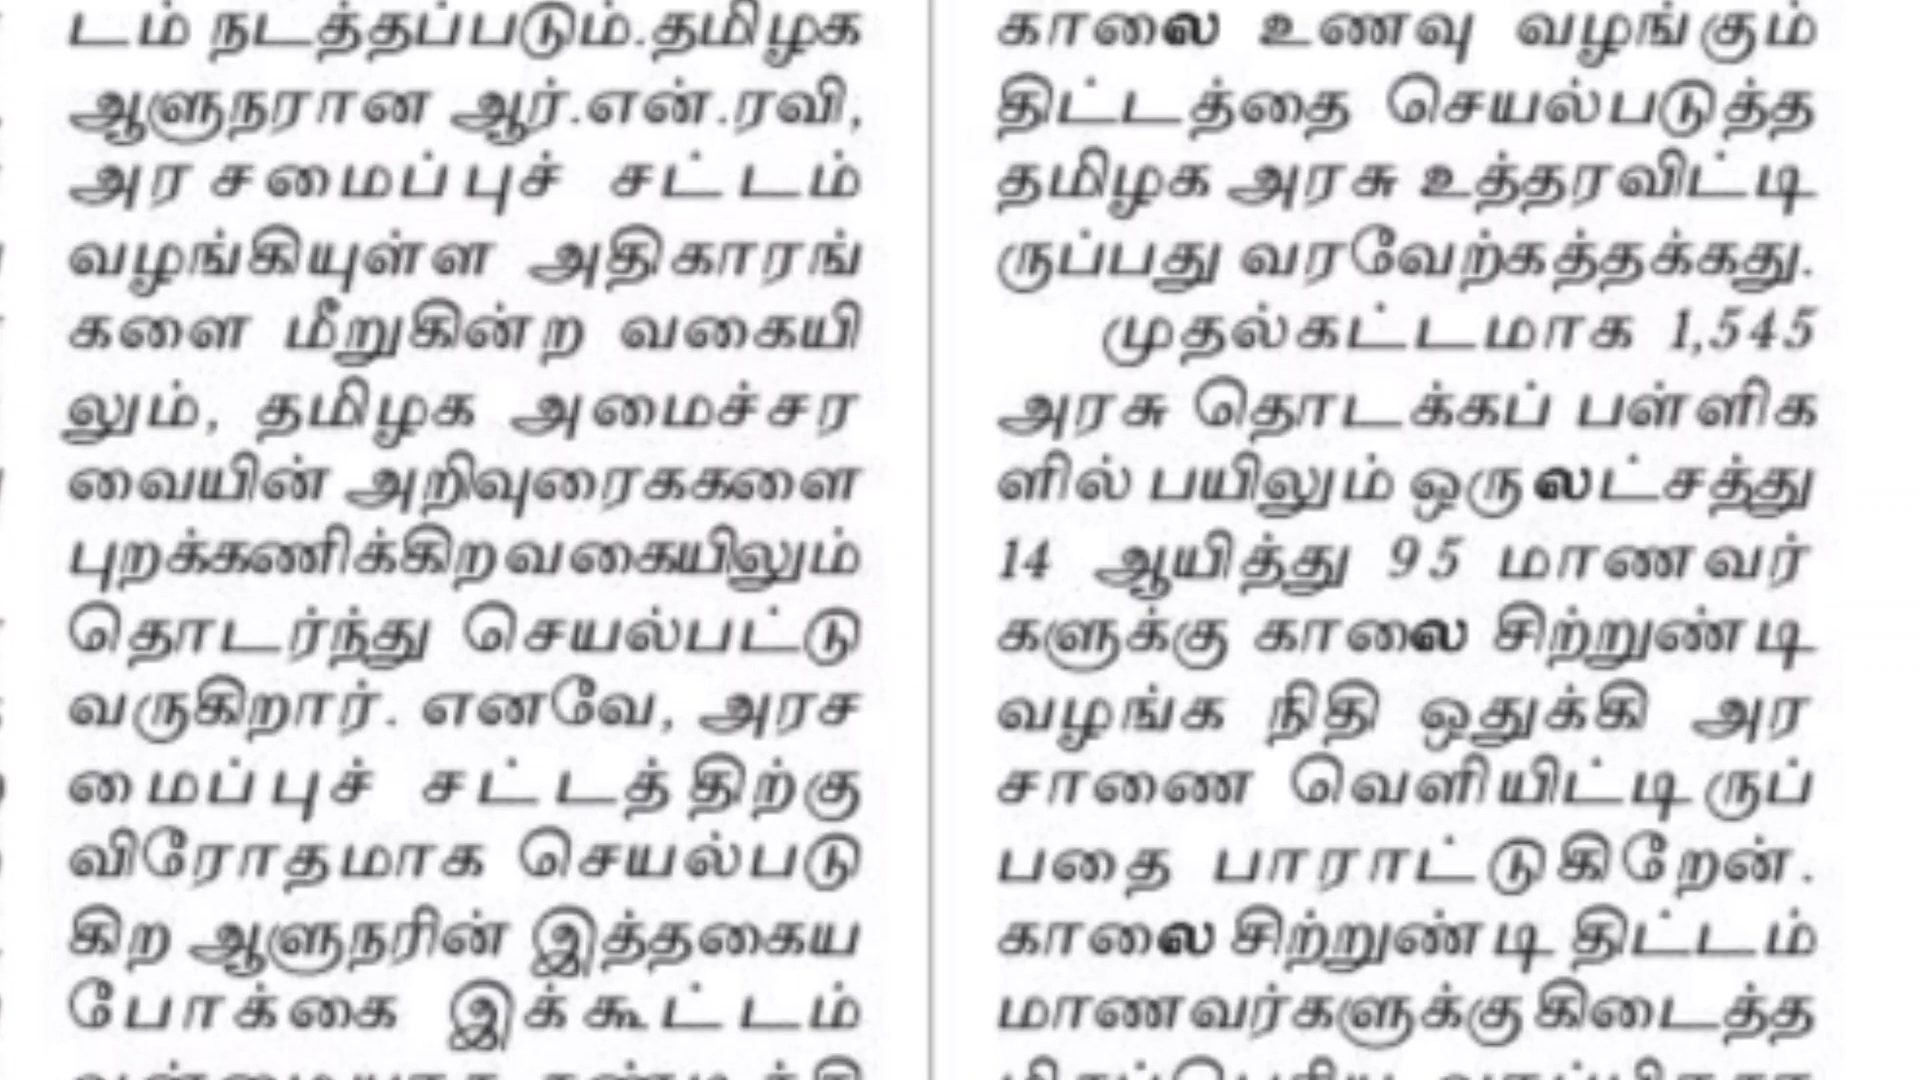 டம் நடத்தப்படும்.தமிழக
ஆளுநரான ஆர்.என்.ரவி,
அரசமைப்புச் சட்டம்
வழங்கியுள்ள அதிகாரங்
களை மீறுகின்ற வகையி
லும், தமிழக அமைச்சர
வையின் அறிவுரைககளை
புறக்கணிக்கிற வகையிலும்
தொடர்ந்து செயல்பட்டு
வருகிறார். எனவே, அரச
மைப்புச் சட்டத்திற்கு
விரோதமாக செயல்படு
கிற ஆளுநரின் இத்தகைய
போக்கை இக்கூட்டம்
காலை உணவு வழங்கும்
திட்டத்தை செயல்படுத்த
தமிழக அரசு உத்தரவிட்டி
ருப்பது வரவேற்கத்தக்கது.
முதல்கட்டமாக 1,545
அரசு தொடக்கப் பள்ளிக
ளில் பயிலும் ஒரு லட்சத்து
14 ஆயித்து 95 மாணவர்
களுக்கு காலை சிற்றுண்டி
வழங்க நிதி ஒதுக்கி அர
சாணை வெளியிட்டிருப்
பதை பாராட்டுகிறேன்.
காலை சிற்றுண்டி திட்டம்
மாணவர்களுக்கு கிடைத்த